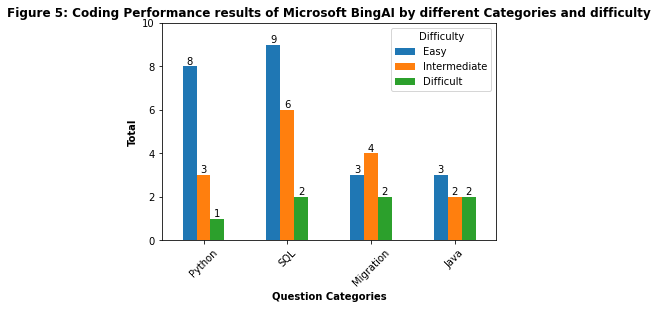 Figure 5: Coding Performance results of Microsoft BingAI by different Categories and difficulty
10
8
6
4
2
0
Total
Difficulty
Easy
Intermediate
Difficult
8
3
1
9
6
2
3
4
2
3
2
2
Python
SQL
Migration
Java
Question Categories